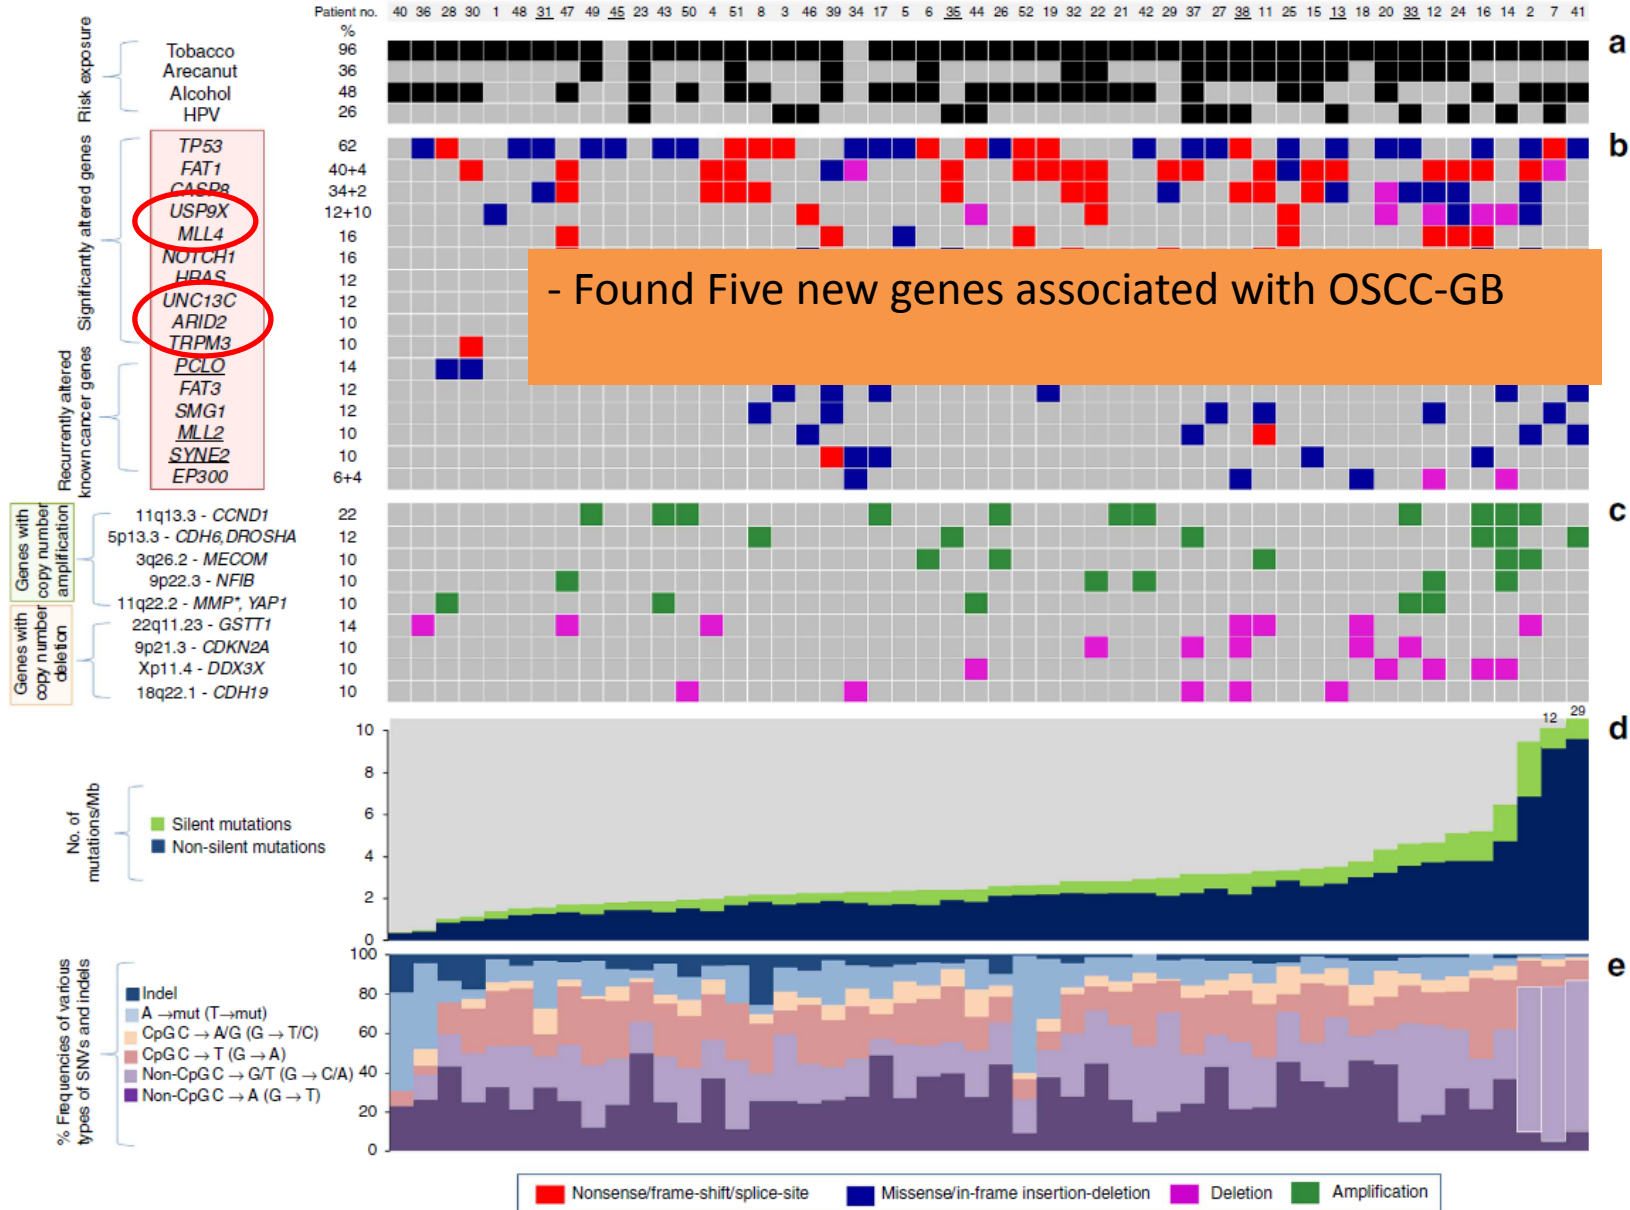 Patient no. 40 36 28 30 1 48 31 47 49 45 23 43 50 4 51 8 3 46 39 34 17 5 6 35 44 26 52 19 32 22 21 42 29 37 27 38 11 25 15 13 18 20 33 12 24 16 14 2 7 41
%
a
Risk exposure
Tobacco 96
Arecanut 36
Alcohol 48
HPV 26
b
Significantly altered genes
TP53 62
FAT1 40+4
CASP8 34+2
USP9X 12+10
MLL4 16
NOTCH1 16
HRAS 12
UNC13C 12
ARID2 10
TRPM3 10
- Found Five new genes associated with OSCC-GB
Recurrently altered
known cancer genes
PCLO 14
FAT3 12
SMG1 12
MLL2 10
SYNE2 10
EP300 6+4
c
Genes with
copy number
amplification
11q13.3 - CCND1 22
5p13.3 - CDH6,DROSHA 12
3q26.2 - MECOM 10
9p22.3 - NFIB 10
11q22.2 - MMP*, YAP1 10
Genes with
copy number
deletion
22q11.23 - GSTT1 14
9p21.3 - CDKN2A 10
Xp11.4 - DDX3X 10
18q22.1 - CDH19 10
d
No. of
mutations/Mb
Silent mutations
Non-silent mutations
10
8
6
4
2
0
12
29
e
% Frequencies of various
types of SNVs and indels
Indel
A →mut (T→mut)
CpG C → A/G (G → T/C)
CpG C → T (G → A)
Non-CpG C → G/T (G → C/A)
Non-CpG C → A (G → T)
100
80
60
40
20
0
Nonsense/frame-shift/splice-site
Missense/in-frame insertion-deletion
Deletion
Amplification